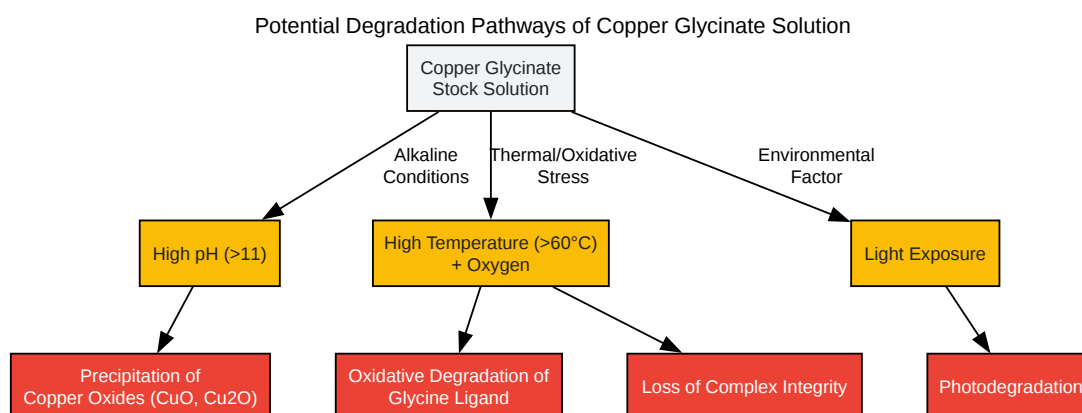 Potential Degradation Pathways of Copper Glycinate Solution
Copper Glycinate
Stock Solution
Alkaline
Conditions
Thermal/Oxidative
Stress
Environmental
Factor
High pH (>11)
High Temperature (>60°C)
+ Oxygen
Light Exposure
Precipitation of
Copper Oxides (CuO, Cu2O)
Oxidative Degradation of
Glycine Ligand
Loss of Complex Integrity
Photodegradation